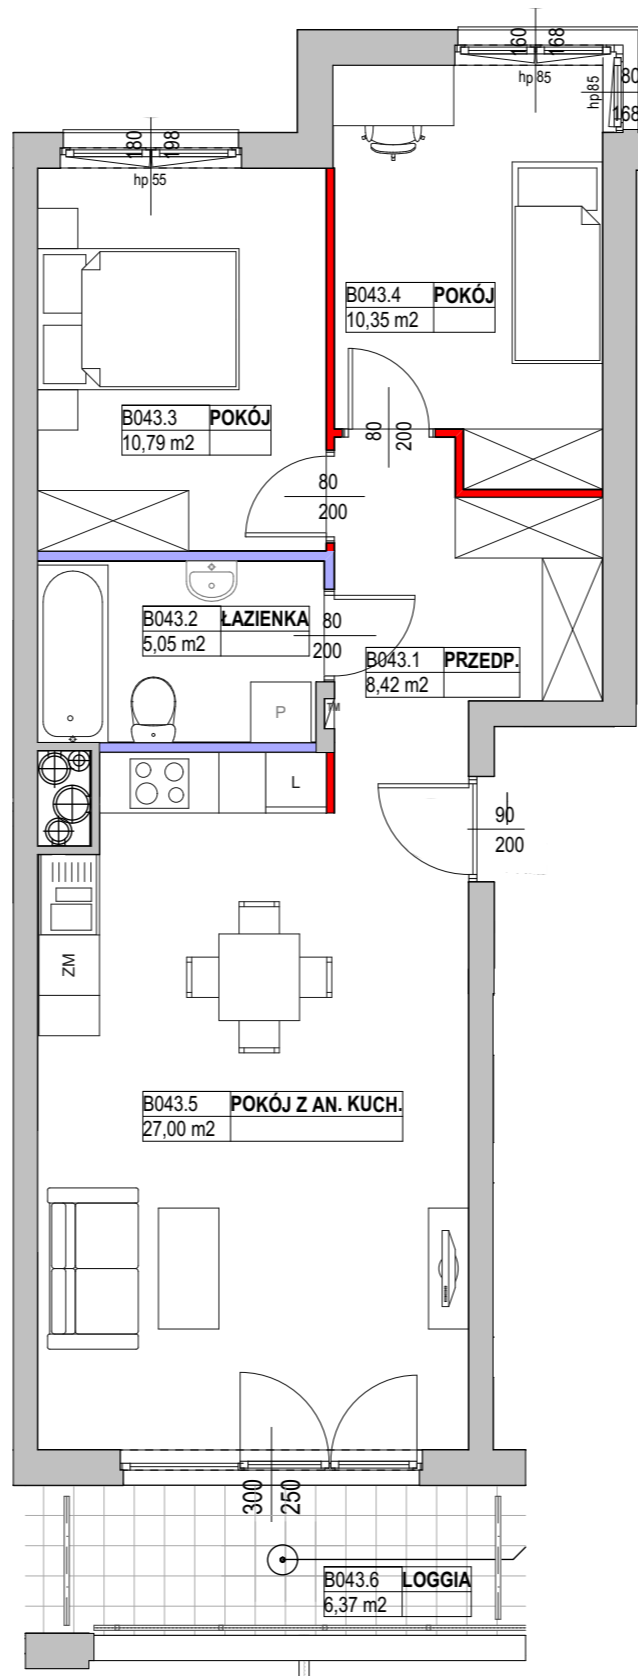 160 168
hp 85
hp 85
80
168
180 198
hp 55
B043.4 POKÓJ
10,35 m2
B043.3 POKÓJ
10,79 m2
80
200
80
200
B043.2 ŁAZIENKA
5,05 m2
80
200
B043.1 PRZEDP.
8,42 m2
P
TM
L
90
200
ZM
B043.5 POKÓJ Z AN. KUCH.
27,00 m2
300 250
B043.6 LOGGIA
6,37 m2